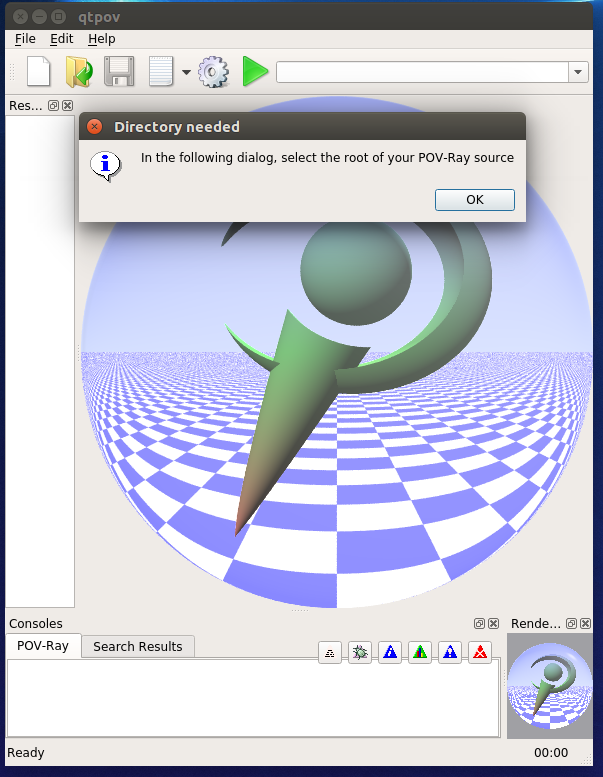 qtpov
File Edit Help
Res...
Directory needed
In the following dialog, select the root of your POV-Ray source
OK
Consoles
Rende...
POV-Ray
Search Results
Ready
00:00